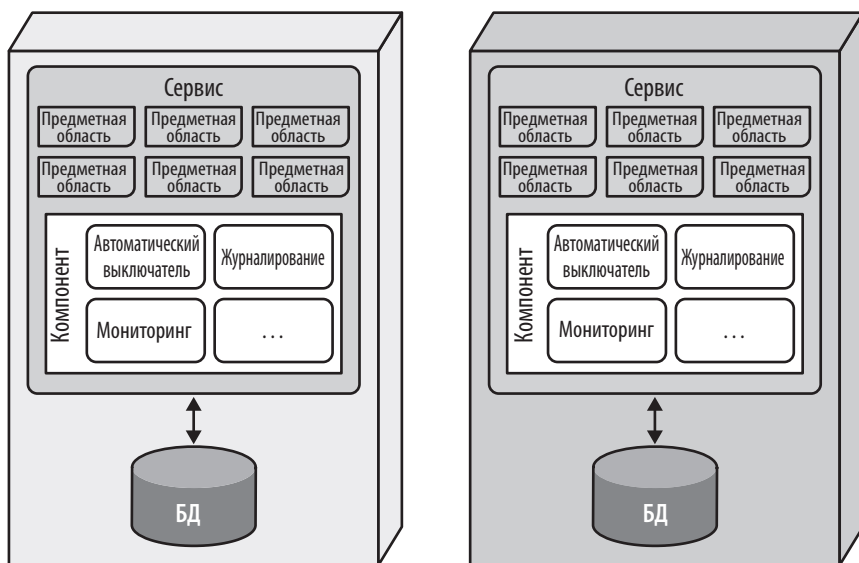 Сервис
Предметная область
Предметная область
Предметная область
Предметная область
Предметная область
Предметная область
Компонент
Автоматический
выключатель
Журналирование
Мониторинг
...
БД
Сервис
Предметная область
Предметная область
Предметная область
Предметная область
Предметная область
Предметная область
Компонент
Автоматический
выключатель
Журналирование
Мониторинг
...
БД